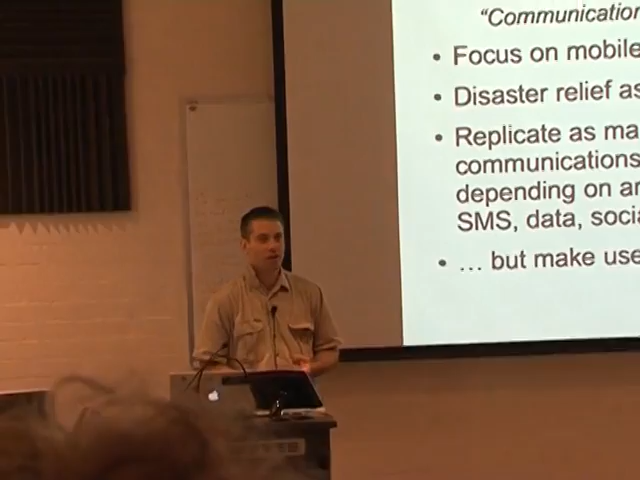 "Communication
• Focus on mobile
• Disaster relief as
• Replicate as ma
communications
depending on ar
SMS, data, socia
• ... but make use